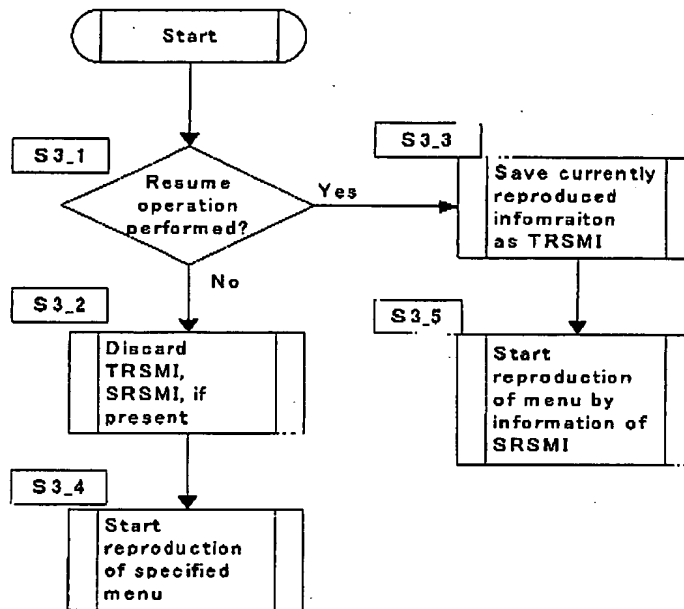 Start
S3_1
Resume
operation
performed?
Yes
No
S3_3
Save currently
reproduced
infomraiton
as TRSMI
S3_2
Discard
TRSMI,
SRSMI, if
present
S3_5
Start
reproduction
of menu by
information of
SRSMI
S3_4
Start
reproduction
of specified
menu